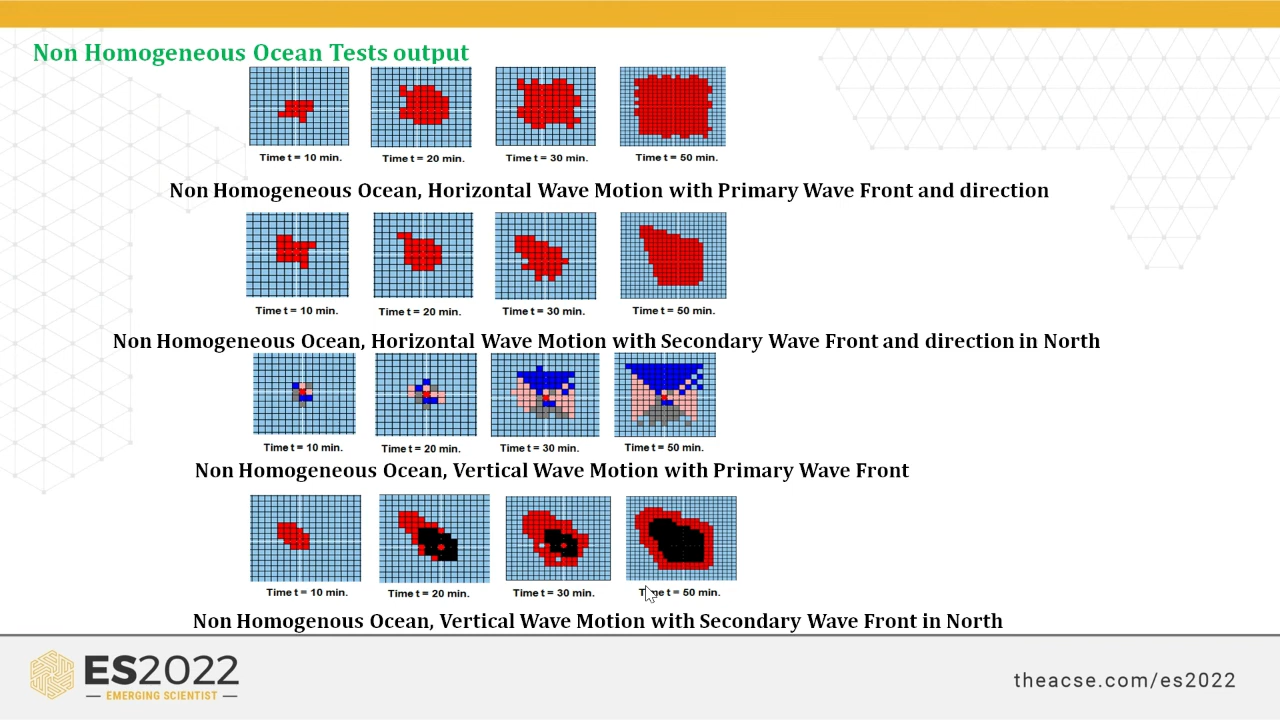 Non Homogeneous Ocean Tests output
Time t = 10 min. Time t = 20 min. Time t = 30 min. Time t = 50 min.
Non Homogeneous Ocean, Horizontal Wave Motion with Primary Wave Front and direction
Time t = 10 min. Time t = 20 min. Time t = 30 min. Time t = 50 min.
Non Homogeneous Ocean, Horizontal Wave Motion with Secondary Wave Front and direction in North
Time t = 10 min. Time t = 20 min. Time t = 30 min. Time t = 50 min.
Non Homogeneous Ocean, Vertical Wave Motion with Primary Wave Front
Time t = 10 min. Time t = 20 min. Time t = 30 min. Time t = 50 min.
Non Homogenous Ocean, Vertical Wave Motion with Secondary Wave Front in North
ES2022
EMERGING SCIENTIST
theacse.com/es2022